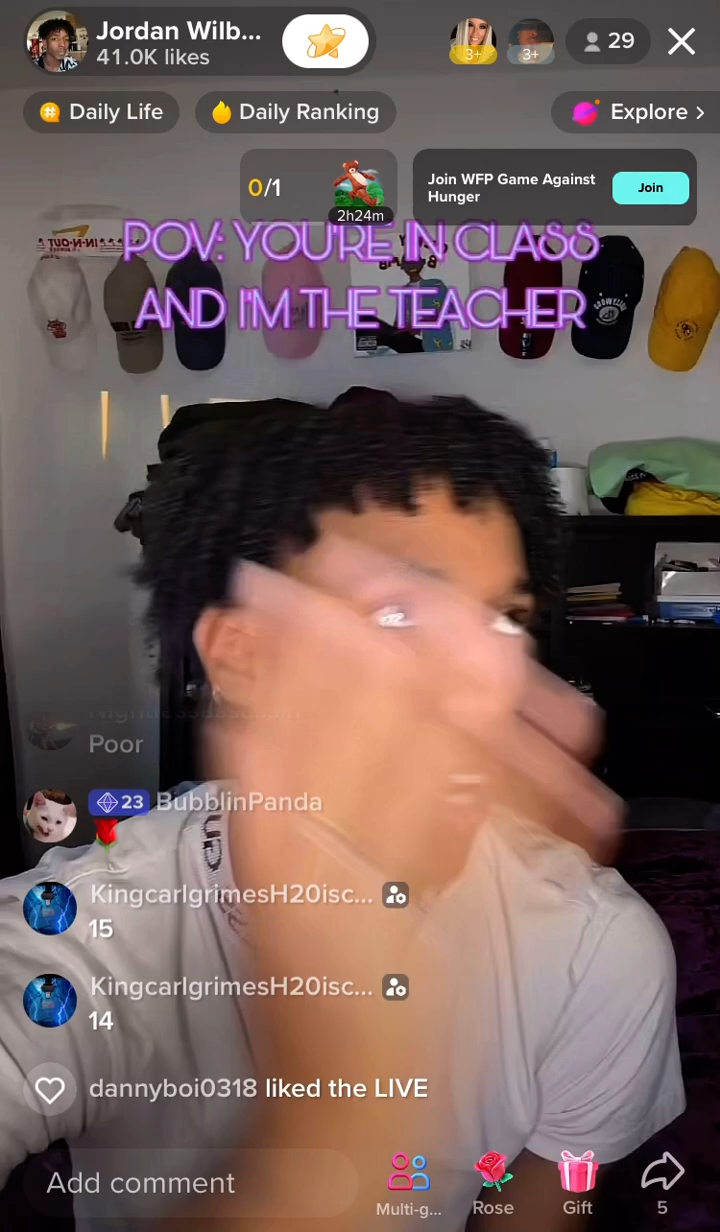 Jordan Wilb...
41.0K likes
3+
3+
29
Daily Life
Daily Ranking
Explore >
0/1
2h24m
Join WFP Game Against
Hunger
Join
POV: YOU'RE IN CLASS
AND I'M THE TEACHER
IN-N-OUT
Poor
23 BubblinPanda
KingcarlgrimesH20isc...
15
KingcarlgrimesH20isc...
14
dannyboi0318 liked the LIVE
Add comment
Multi-g...
Rose
Gift
5